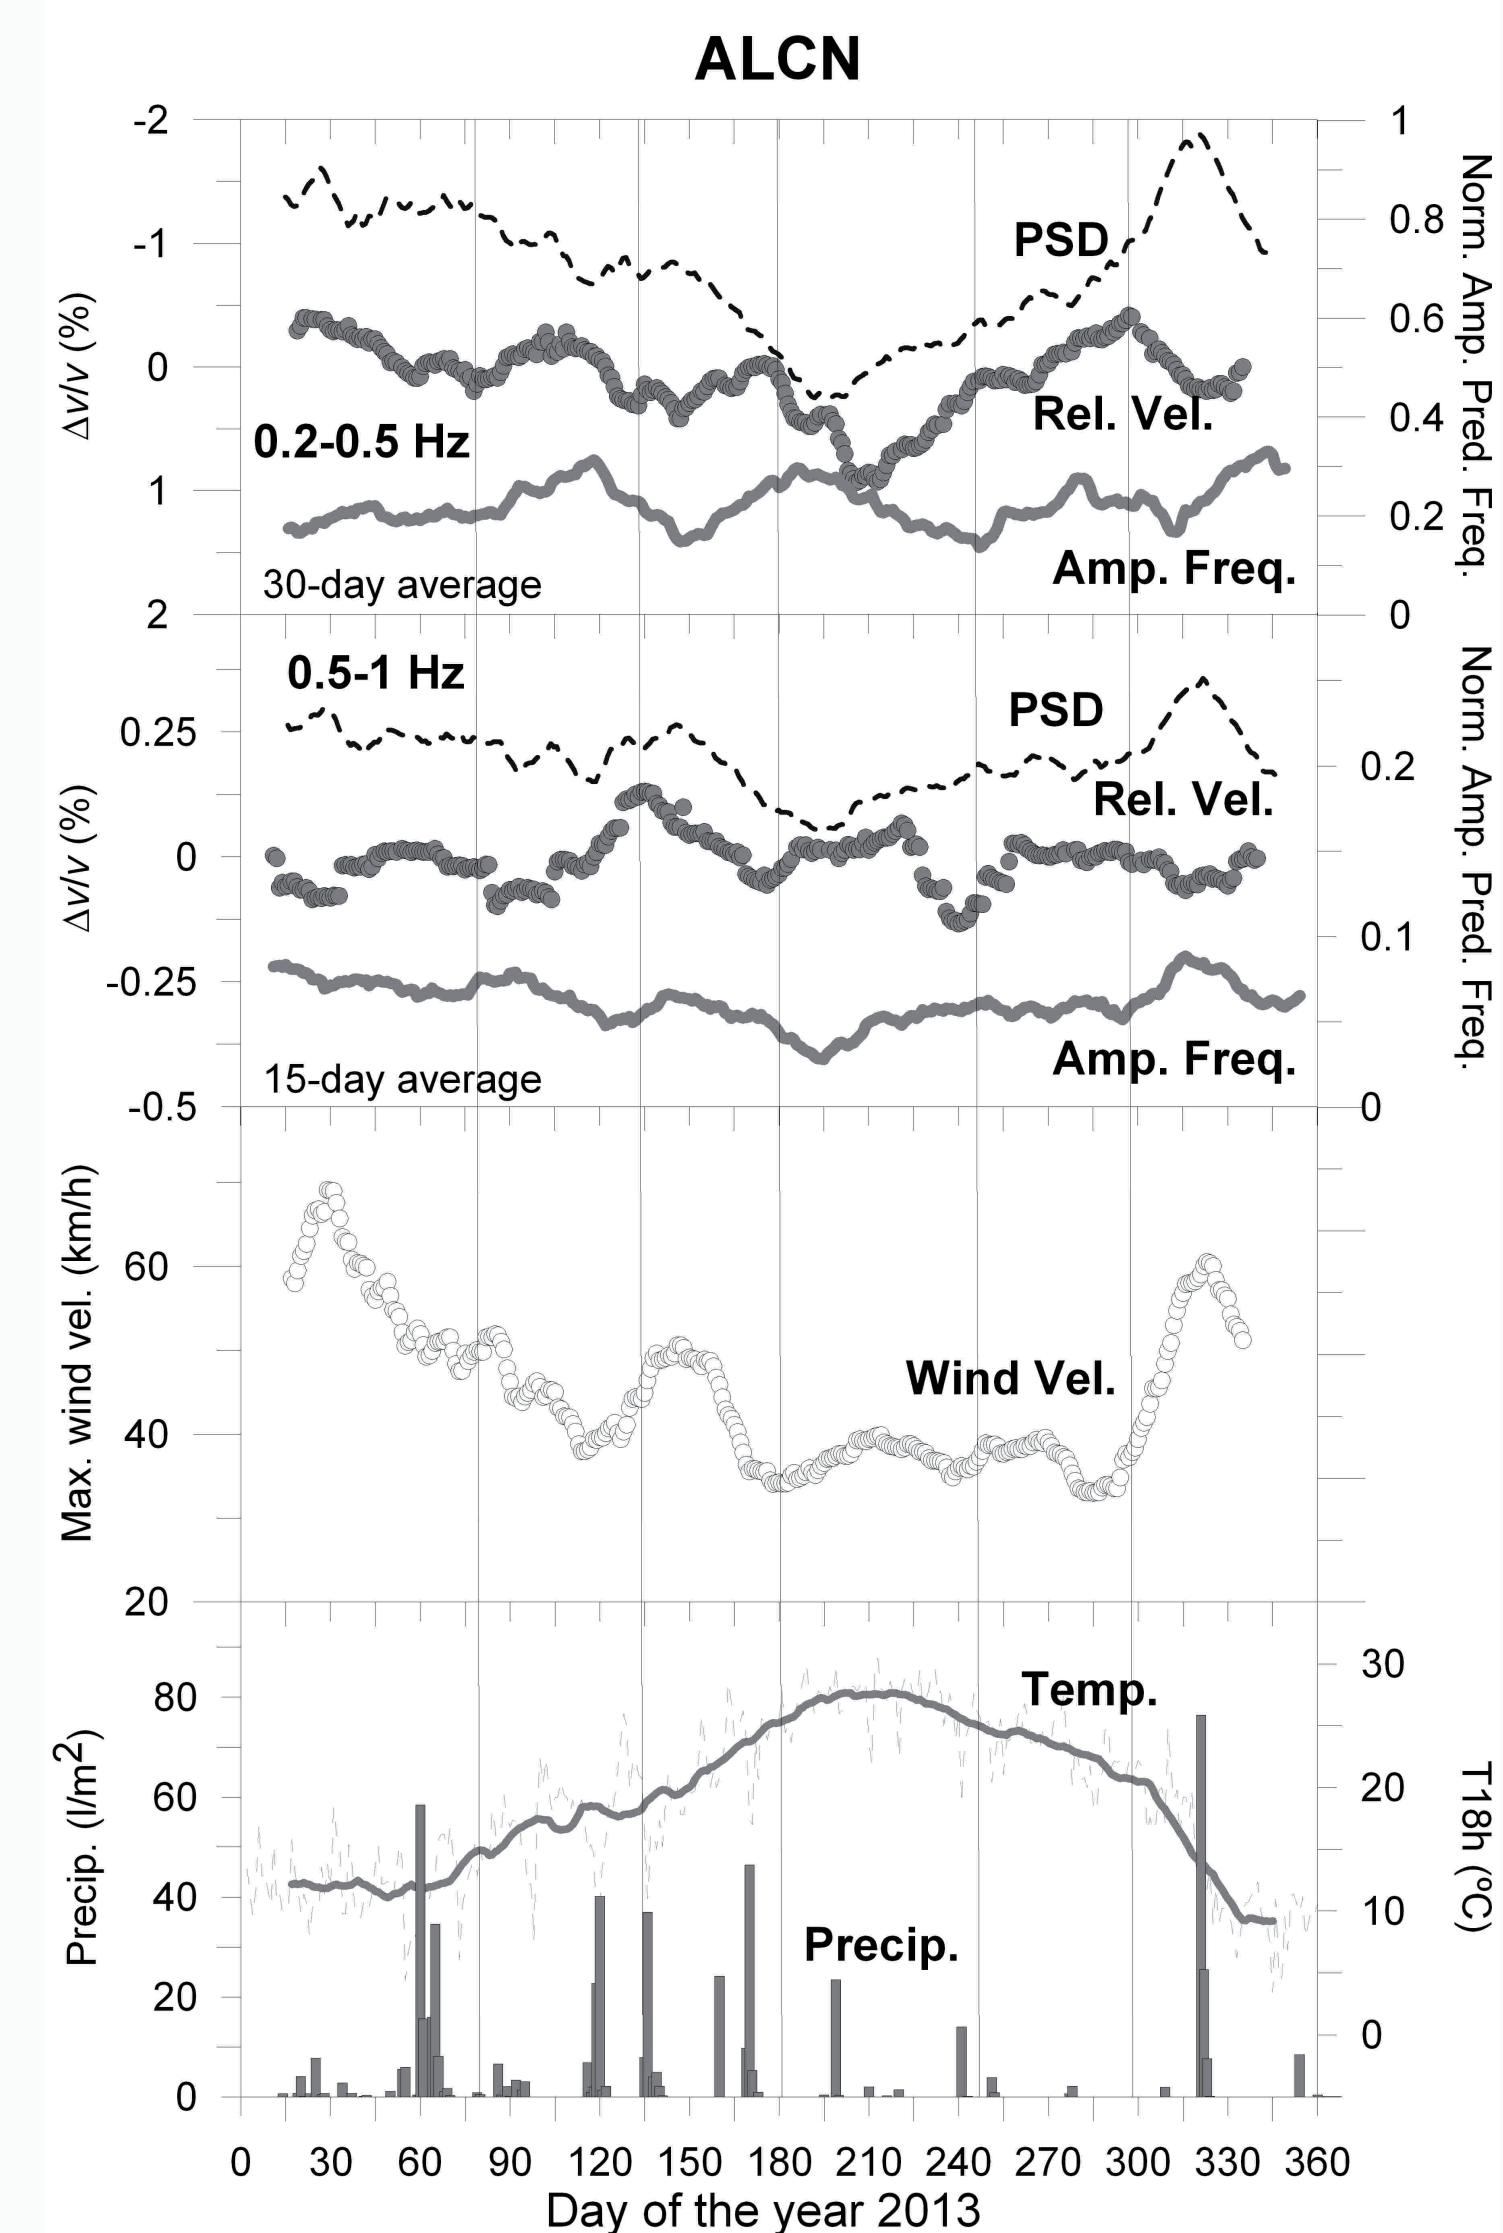 ALCN
-2
-1
0
1
2
Δv/v (%)
1
0.8
0.6
0.4
0.2
0
Norm. Amp. Pred. Freq.
PSD
Rel. Vel.
0.2-0.5 Hz
Amp. Freq.
30-day average
0.5-1 Hz
PSD
Rel. Vel.
0.25
0
-0.25
-0.5
Δv/v (%)
0.2
0.1
0
Norm. Amp. Pred. Freq.
Amp. Freq.
15-day average
60
40
20
Max. wind vel. (km/h)
Wind Vel.
80
60
40
20
0
Precip. (l/m2)
Temp.
Precip.
30
20
10
0
T18h (ºC)
0 30 60 90 120 150 180 210 240 270 300 330 360
Day of the year 2013